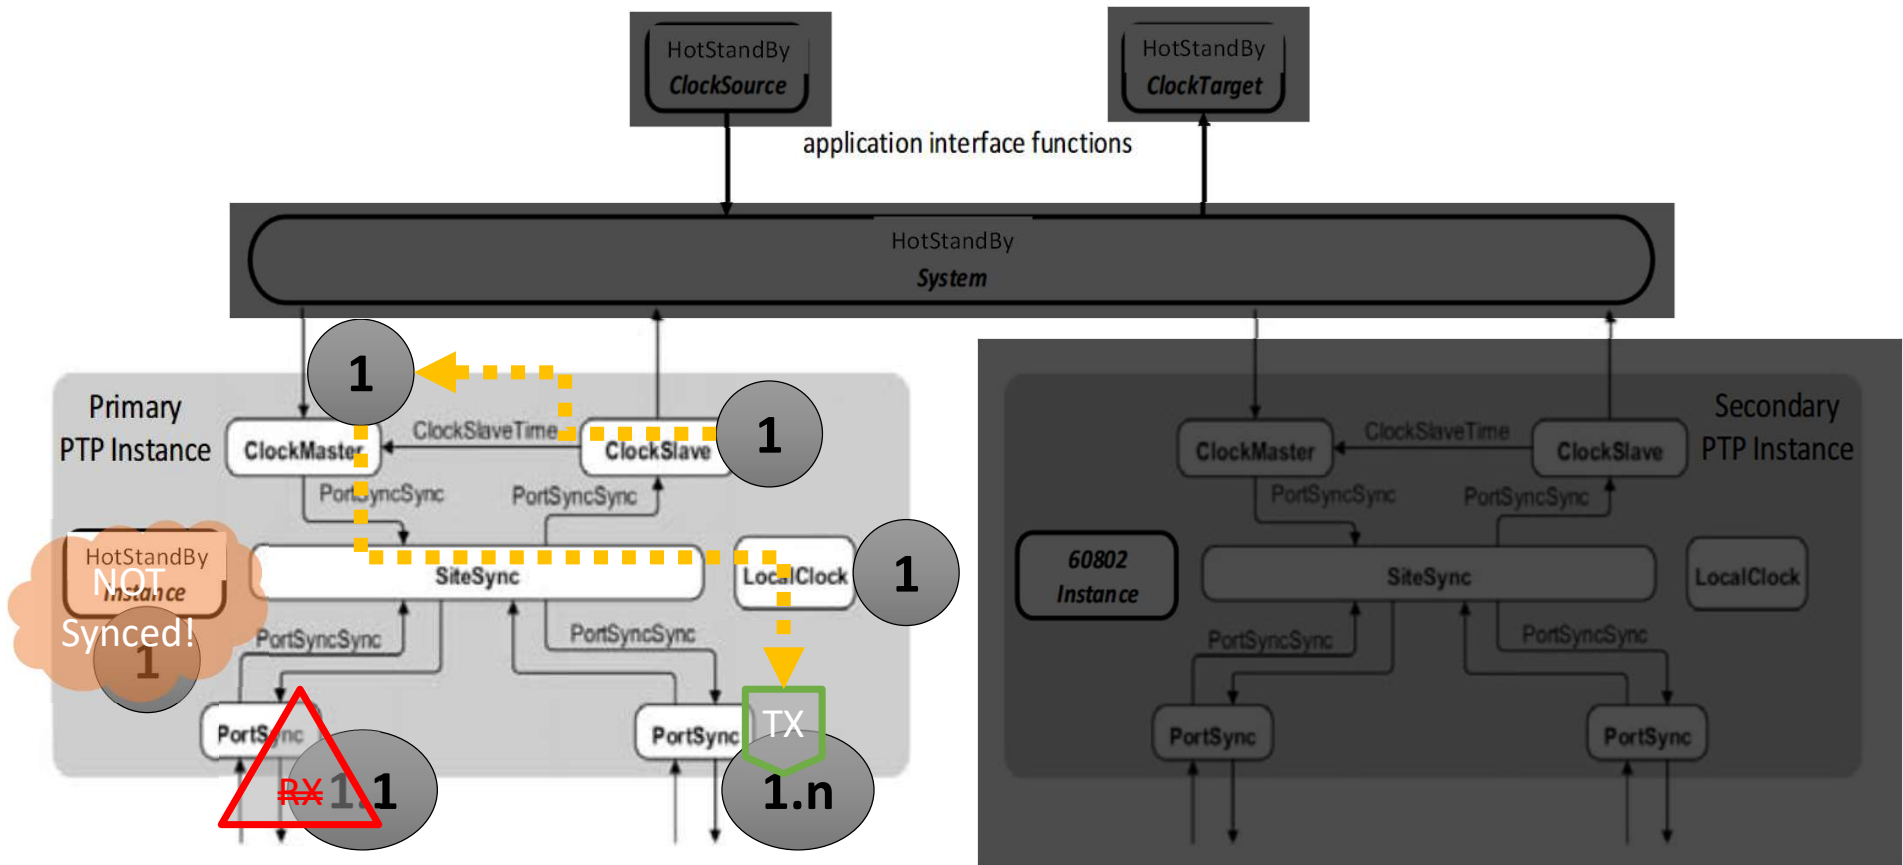 HotStandBy
ClockSource
HotStandBy
ClockTarget
application interface functions
HotStandBy
System
Primary
PTP Instance
1
ClockMaster
ClockSlaveTime
ClockSlave
1
PortSyncSync
PortSyncSync
HotStandBy
Instance
NOT
Synced!
1
SiteSync
LocalClock
1
PortSyncSync
PortSyncSync
PortSync
RX
1.1
PortSync
TX
1.n
Secondary
PTP Instance
ClockMaster
ClockSlaveTime
ClockSlave
PortSyncSync
PortSyncSync
60802
Instance
SiteSync
LocalClock
PortSyncSync
PortSyncSync
PortSync
PortSync